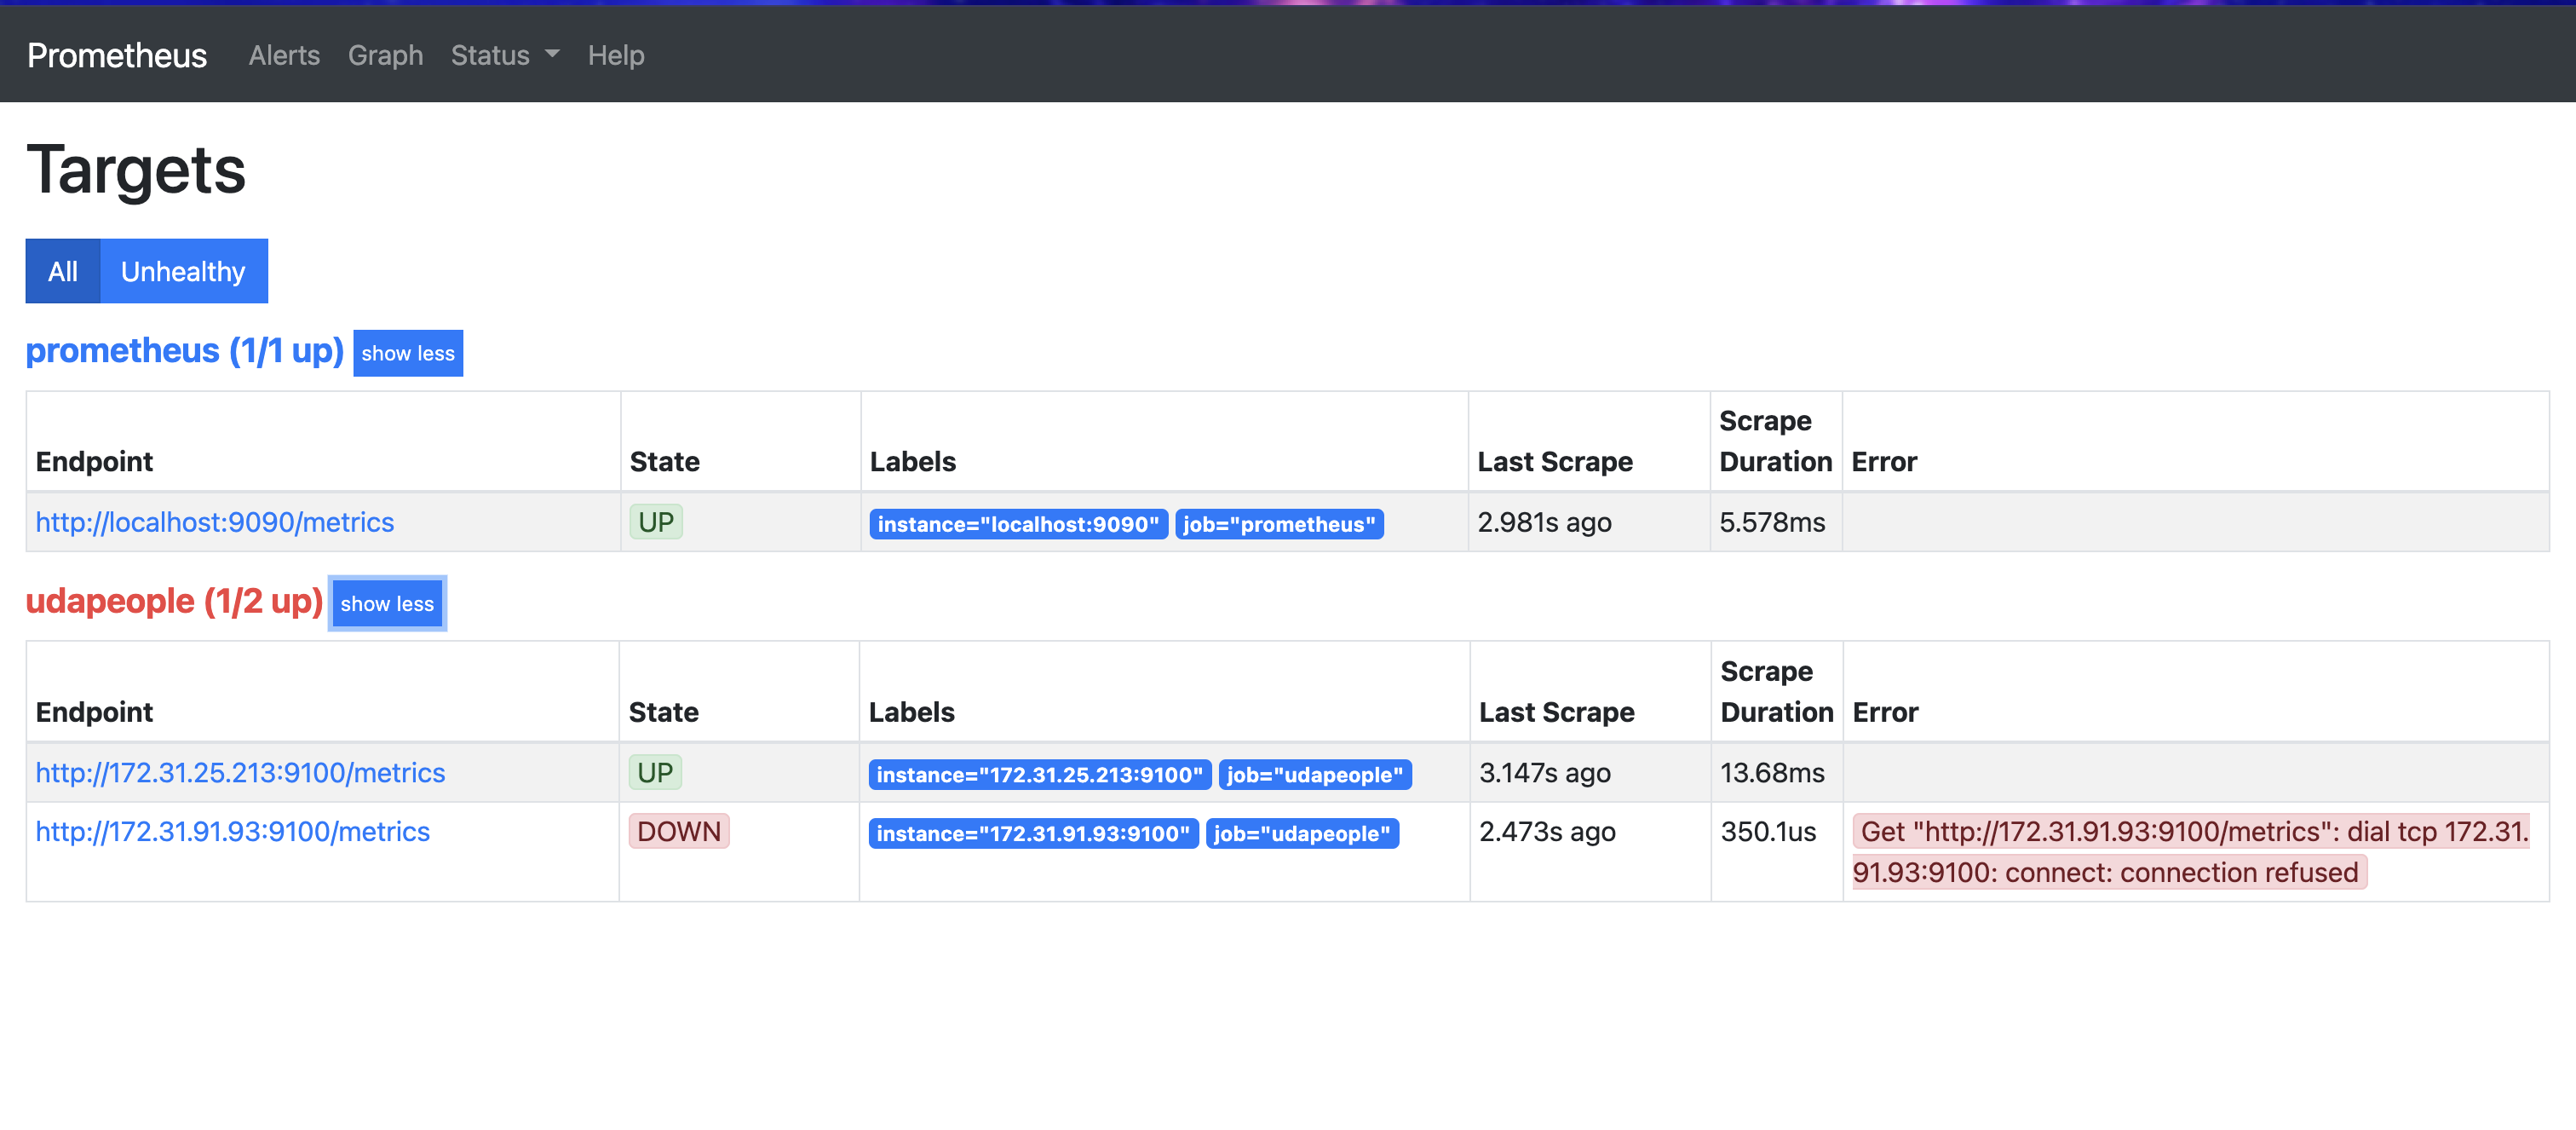 Prometheus Alerts Graph Status Help
Targets
All Unhealthy
prometheus (1/1 up) show less
Endpoint State Labels Last Scrape Scrape Duration Error
http://localhost:9090/metrics UP instance="localhost:9090" job="prometheus" 2.981s ago 5.578ms
udapeople (1/2 up) show less
Endpoint State Labels Last Scrape Scrape Duration Error
http://172.31.25.213:9100/metrics UP instance="172.31.25.213:9100" job="udapeople" 3.147s ago 13.68ms
http://172.31.91.93:9100/metrics DOWN instance="172.31.91.93:9100" job="udapeople" 2.473s ago 350.1us Get "http://172.31.91.93:9100/metrics": dial tcp 172.31.
91.93:9100: connect: connection refused